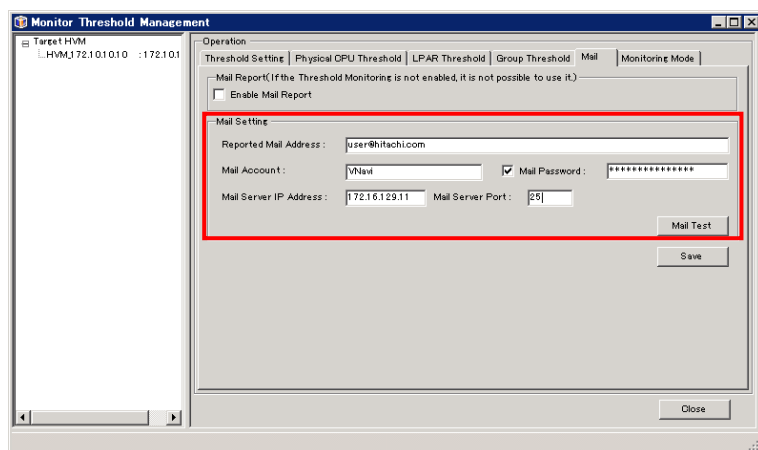 Monitor Threshold Management
Target HVM
HVM_172.10.10.10 :172.10.1
Operation
Threshold Setting Physical CPU Threshold LPAR Threshold Group Threshold Mail Monitoring Mode
Mail Report(If the Threshold Monitoring is not enabled, it is not possible to use it.)
Enable Mail Report
Mail Setting
Reported Mail Address : user@hitachi.com
Mail Account : VNavi Mail Password : ***************
Mail Server IP Address : 172.16.129.11 Mail Server Port : 25
Mail Test
Save
Close